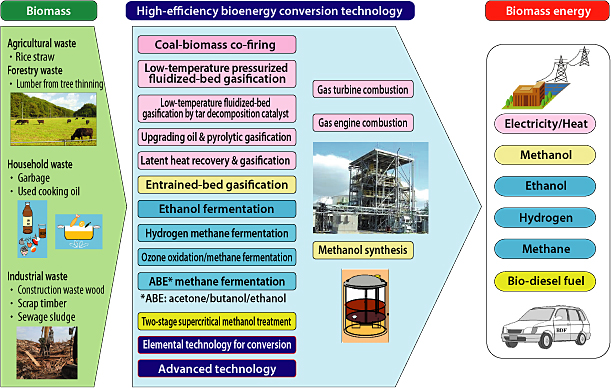 Biomass
High-efficiency bioenergy conversion technology
Biomass energy
Agricultural waste
• Rice straw
Forestry waste
• Lumber from tree thinning
Household waste
• Garbage
• Used cooking oil
Industrial waste
• Construction waste wood
• Scrap timber
• Sewage sludge
Coal-biomass co-firing
Low-temperature pressurized
fluidized-bed gasification
Low-temperature fluidized-bed
gasification by tar decomposition catalyst
Upgrading oil & pyrolytic gasification
Latent heat recovery & gasification
Entrained-bed gasification
Ethanol fermentation
Hydrogen methane fermentation
Ozone oxidation/methane fermentation
ABE* methane fermentation
*ABE: acetone/butanol/ethanol
Two-stage supercritical methanol treatment
Elemental technology for conversion
Advanced technology
Gas turbine combustion
Gas engine combustion
Methanol synthesis
Electricity/Heat
Methanol
Ethanol
Hydrogen
Methane
Bio-diesel fuel
BDF